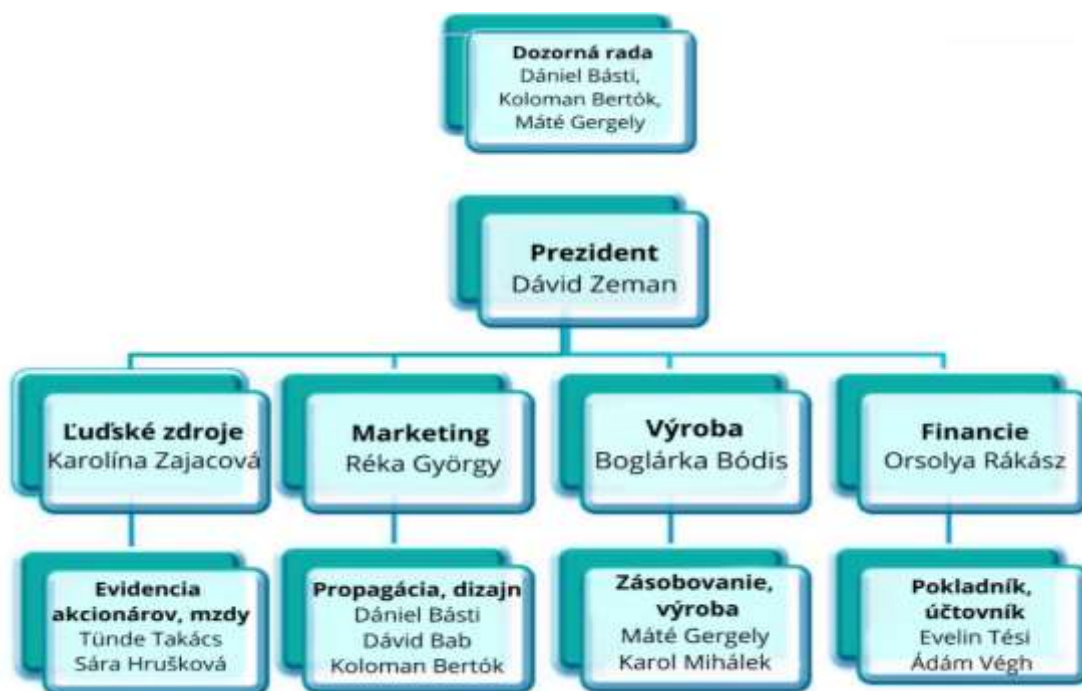 Dozorná rada
Dániel Básti,
Koloman Bertók,
Máté Gergely
Prezident
Dávid Zeman
Ľuďské zdroje
Karolína Zajacová
Marketing
Réka György
Výroba
Boglárka Bódis
Financie
Orsolya Rákász
Evidencia
akcionárov, mzdy
Tünde Takács
Sára Hrušková
Propagácia, dizajn
Dániel Básti
Dávid Bab
Koloman Bertók
Zásobovanie,
výroba
Máté Gergely
Karol Mihálek
Pokladník,
účtovník
Evelin Tési
Ádám Végh